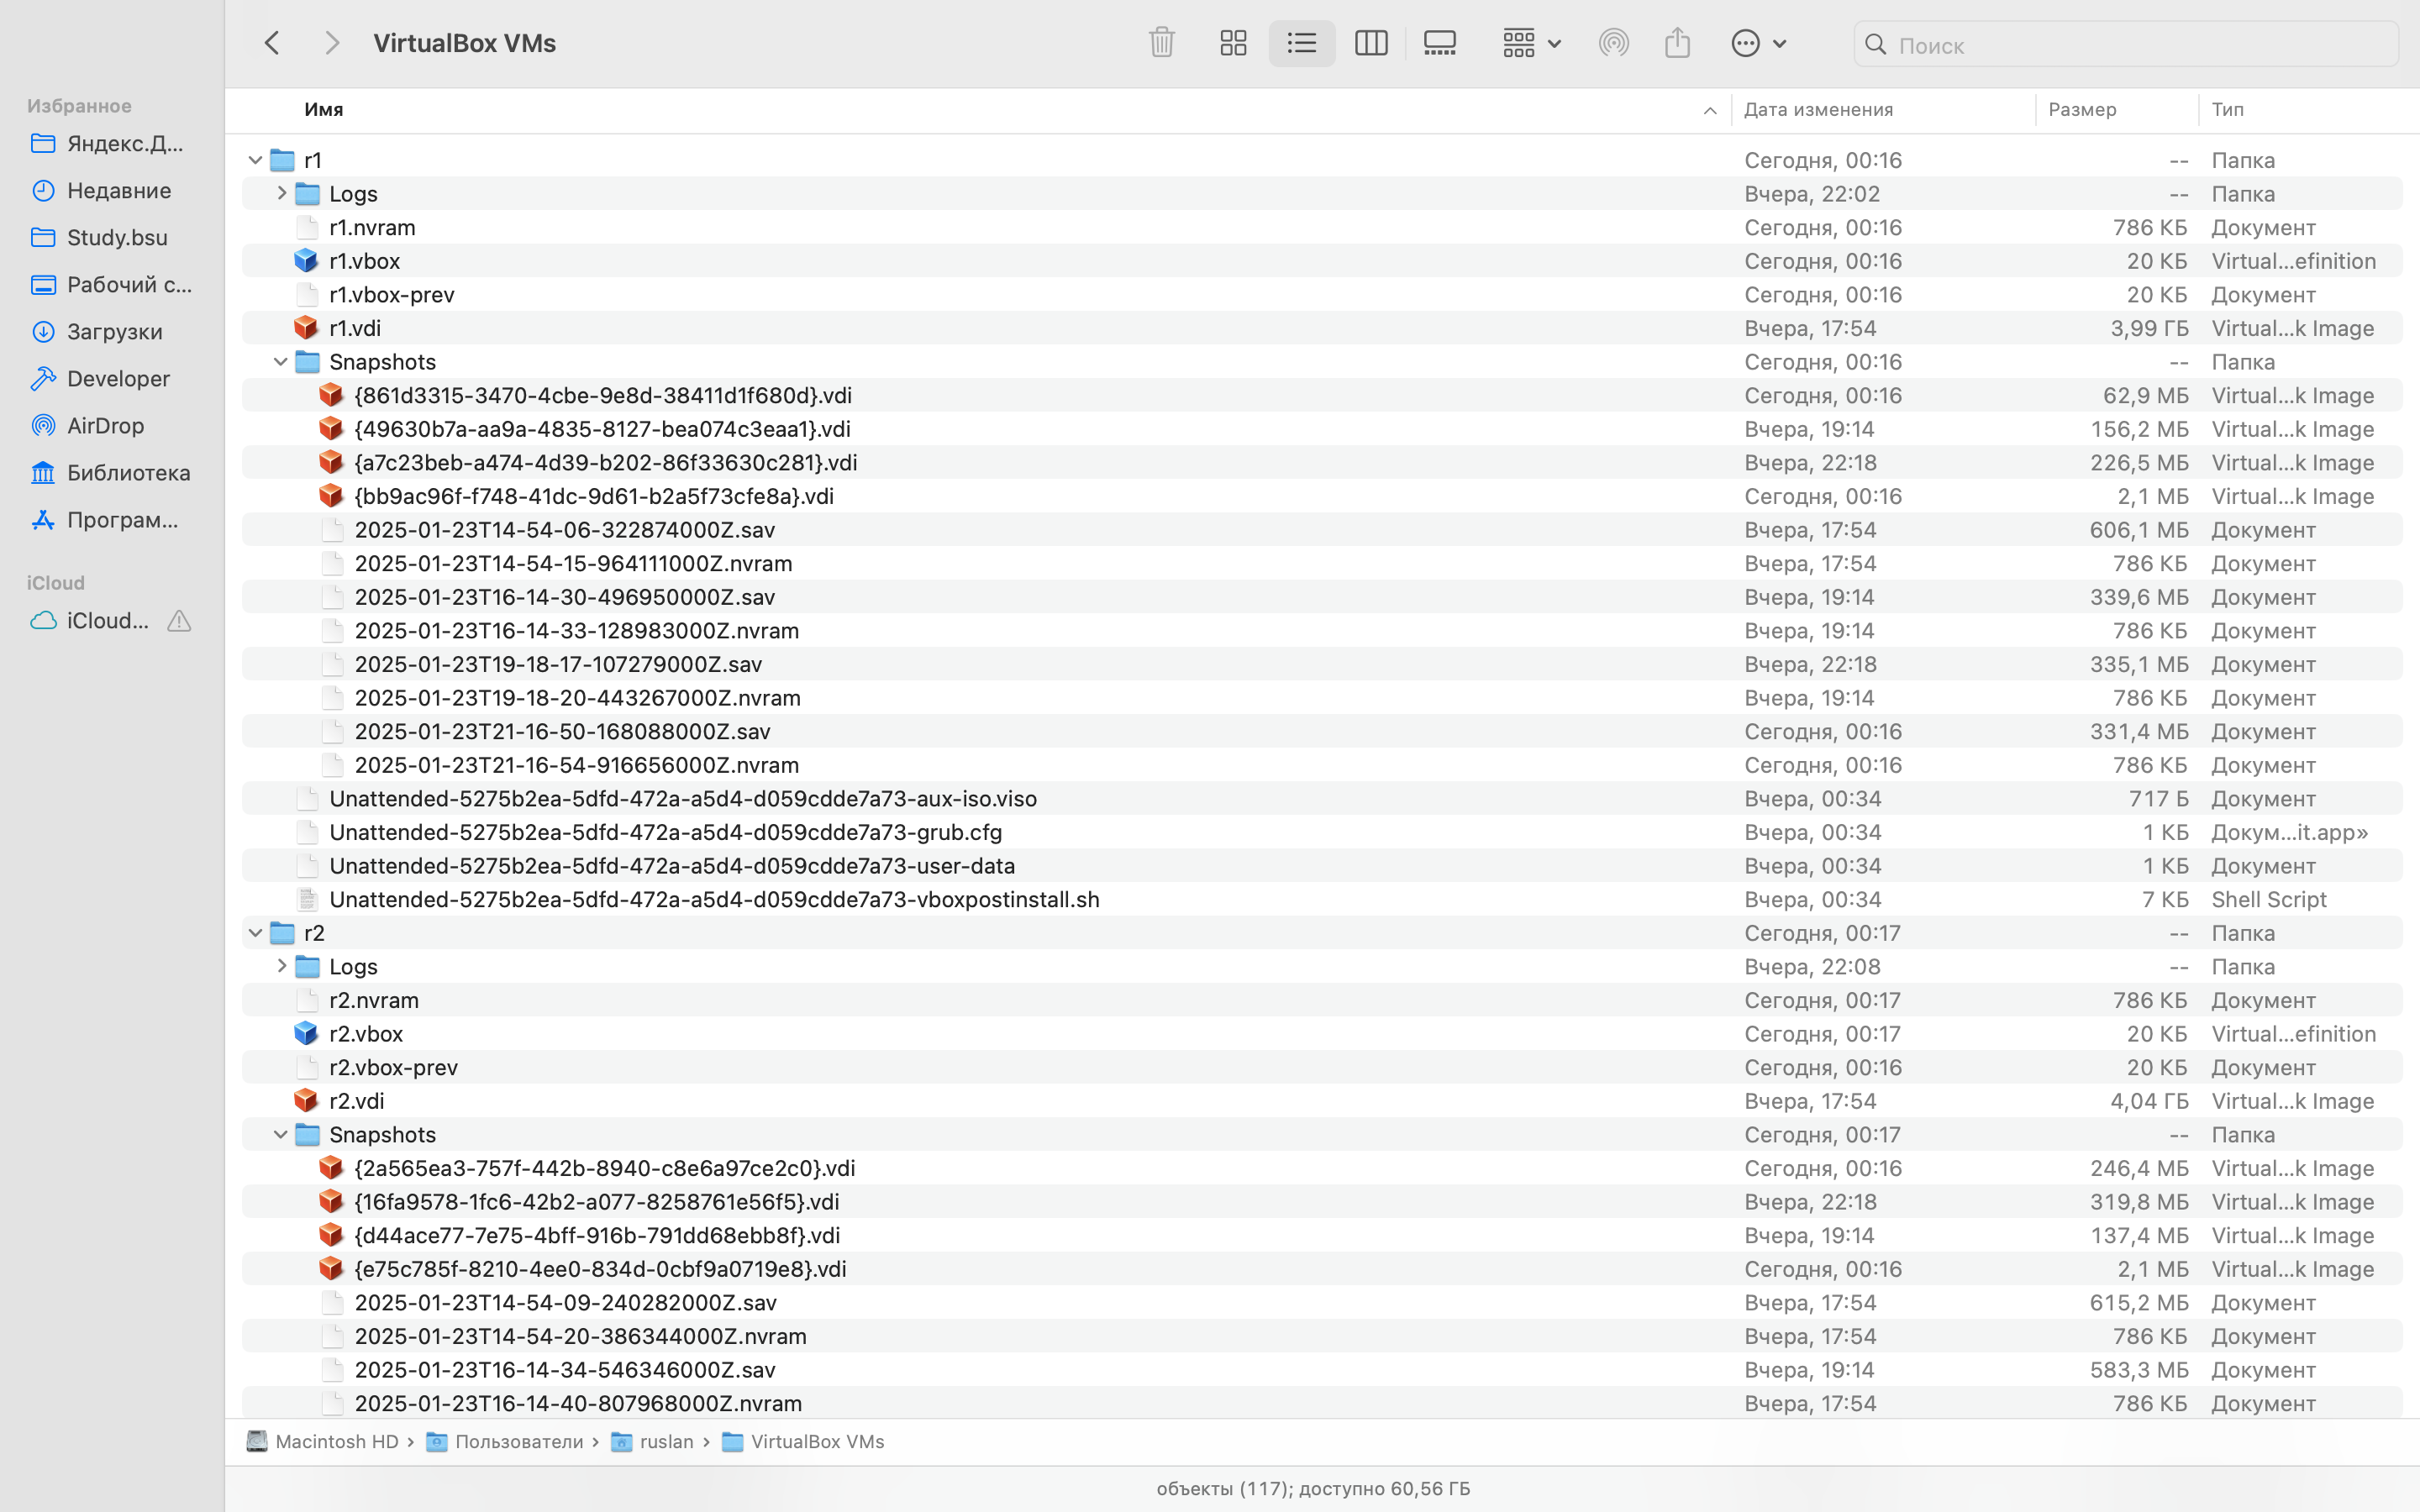 VirtualBox VMs
Поиск
Избранное
Яндекс.Д...
Недавние
Study.bsu
Рабочий с...
Загрузки
Developer
AirDrop
Библиотека
Програм...
iCloud
iCloud...
Имя Дата изменения Размер Тип
r1 Сегодня, 00:16 -- Папка
Logs Вчера, 22:02 -- Папка
r1.nvram Сегодня, 00:16 786 КБ Документ
r1.vbox Сегодня, 00:16 20 КБ Virtual...efinition
r1.vbox-prev Сегодня, 00:16 20 КБ Документ
r1.vdi Вчера, 17:54 3,99 ГБ Virtual...k Image
Snapshots Сегодня, 00:16 -- Папка
{861d3315-3470-4cbe-9e8d-38411d1f680d}.vdi Сегодня, 00:16 62,9 МБ Virtual...k Image
{49630b7a-aa9a-4835-8127-bea074c3eaa1}.vdi Вчера, 19:14 156,2 МБ Virtual...k Image
{a7c23beb-a474-4d39-b202-86f33630c281}.vdi Вчера, 22:18 226,5 МБ Virtual...k Image
{bb9ac96f-f748-41dc-9d61-b2a5f73cfe8a}.vdi Сегодня, 00:16 2,1 МБ Virtual...k Image
2025-01-23T14-54-06-322874000Z.sav Вчера, 17:54 606,1 МБ Документ
2025-01-23T14-54-15-964111000Z.nvram Вчера, 17:54 786 КБ Документ
2025-01-23T16-14-30-496950000Z.sav Вчера, 19:14 339,6 МБ Документ
2025-01-23T16-14-33-128983000Z.nvram Вчера, 19:14 786 КБ Документ
2025-01-23T19-18-17-107279000Z.sav Вчера, 22:18 335,1 МБ Документ
2025-01-23T19-18-20-443267000Z.nvram Вчера, 19:14 786 КБ Документ
2025-01-23T21-16-50-168088000Z.sav Сегодня, 00:16 331,4 МБ Документ
2025-01-23T21-16-54-916656000Z.nvram Сегодня, 00:16 786 КБ Документ
Unattended-5275b2ea-5dfd-472a-a5d4-d059cdde7a73-aux-iso.viso Вчера, 00:34 717 Б Документ
Unattended-5275b2ea-5dfd-472a-a5d4-d059cdde7a73-grub.cfg Вчера, 00:34 1 КБ Докум...it.app»
Unattended-5275b2ea-5dfd-472a-a5d4-d059cdde7a73-user-data Вчера, 00:34 1 КБ Документ
Unattended-5275b2ea-5dfd-472a-a5d4-d059cdde7a73-vboxpostinstall.sh Вчера, 00:34 7 КБ Shell Script
r2 Сегодня, 00:17 -- Папка
Logs Вчера, 22:08 -- Папка
r2.nvram Сегодня, 00:17 786 КБ Документ
r2.vbox Сегодня, 00:17 20 КБ Virtual...efinition
r2.vbox-prev Сегодня, 00:16 20 КБ Документ
r2.vdi Вчера, 17:54 4,04 ГБ Virtual...k Image
Snapshots Сегодня, 00:17 -- Папка
{2a565ea3-757f-442b-8940-c8e6a97ce2c0}.vdi Сегодня, 00:16 246,4 МБ Virtual...k Image
{16fa9578-1fc6-42b2-a077-8258761e56f5}.vdi Вчера, 22:18 319,8 МБ Virtual...k Image
{d44ace77-7e75-4bff-916b-791dd68ebb8f}.vdi Вчера, 19:14 137,4 МБ Virtual...k Image
{e75c785f-8210-4ee0-834d-0cbf9a0719e8}.vdi Сегодня, 00:16 2,1 МБ Virtual...k Image
2025-01-23T14-54-09-240282000Z.sav Вчера, 17:54 615,2 МБ Документ
2025-01-23T14-54-20-386344000Z.nvram Вчера, 17:54 786 КБ Документ
2025-01-23T16-14-34-546346000Z.sav Вчера, 19:14 583,3 МБ Документ
2025-01-23T16-14-40-807968000Z.nvram Вчера, 17:54 786 КБ Документ
Macintosh HD › Пользователи › ruslan › VirtualBox VMs
объекты (117); доступно 60,56 ГБ